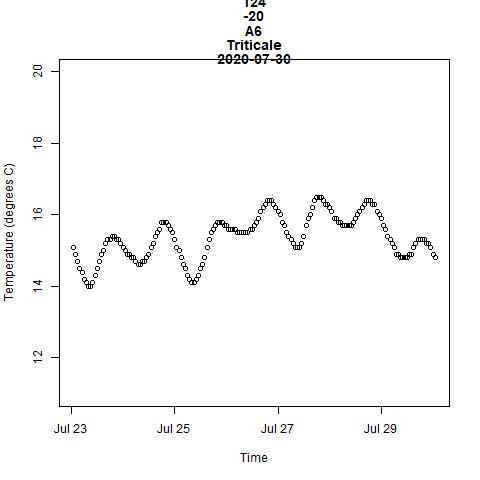 124
-20
A6
Triticale
2020-07-30
Temperature (degrees C)
20
18
16
14
12
Jul 23
Jul 25
Jul 27
Jul 29
Time